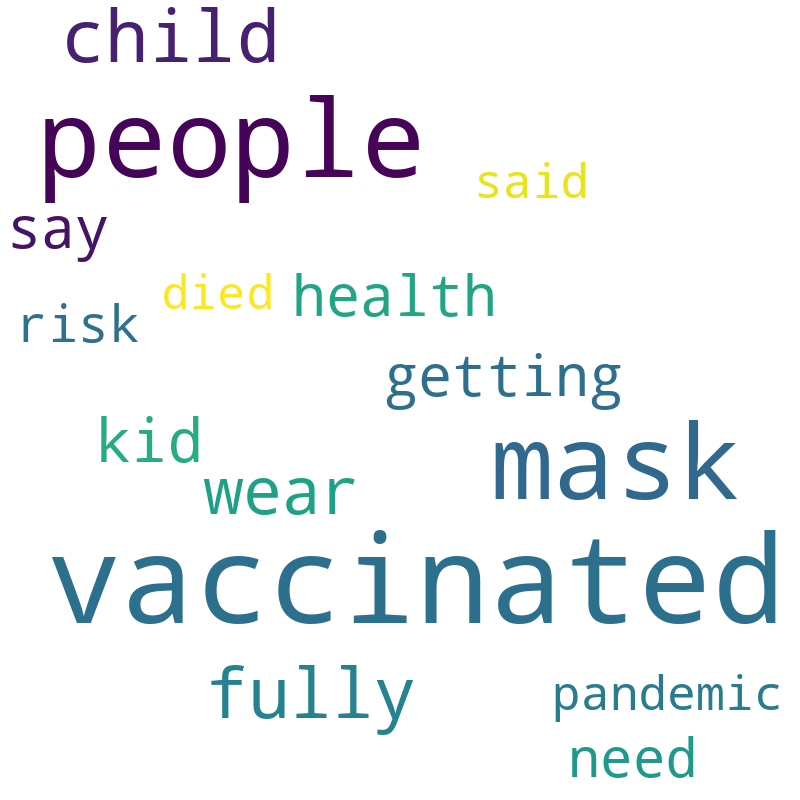 child
people
said
say
died health
risk
getting
kid
mask
wear
vaccinated
fully
pandemic
need